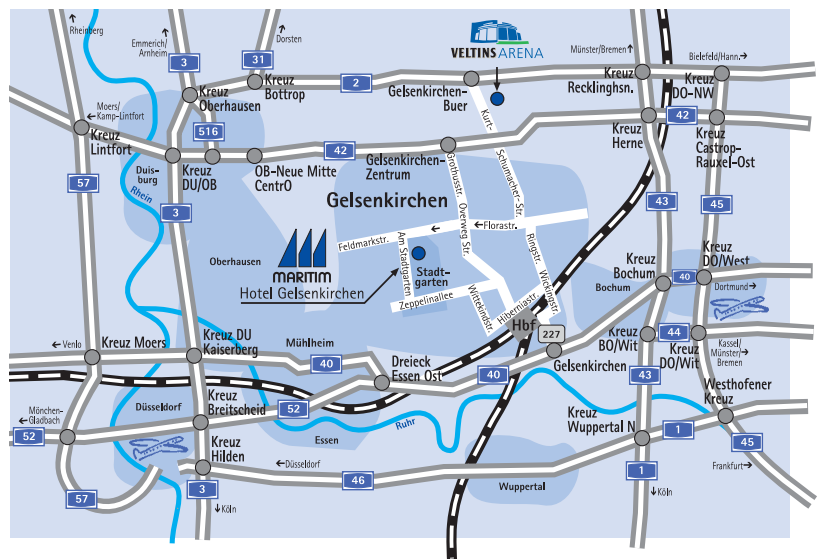 Rheinberg
Emmerich/
Arnheim
Dorsten
VELTINS ARENA
Münster/Bremen
Bielefeld/Hann.
3
31
2
Kreuz
Bottrop
Kreuz
Oberhausen
Gelsenkirchen-
Buer
Kreuz
Recklinghsn.
Kreuz
DO-NW
Moers/
Kamp-Lintfort
Kreuz
Lintfort
516
42
42
Kurt-
Schumacher- Str.
Kreuz
Herne
Kreuz
Castrop-
Rauxel-Ost
Duis-
burg
Kreuz
DU/OB
OB-Neue Mitte
CentrO
Gelsenkirchen-
Zentrum
57
Rhein
3
Gelsenkirchen
Grothusstr.
Overweg Str.
43
45
Florastr.
Feldmarkstr.
Am Stadtgarten
Ringstr.
Wickingstr.
Oberhausen
MARITIM
Hotel Gelsenkirchen
Stadt-
garten
Zeppelinallee
Wittekindstr.
Hiberniastr.
Hbf
227
Kreuz
Bochum
Bochum
Kreuz
DO/West
40
Dortmund
Venlo
Kreuz Moers
Kreuz DU
Kaiserberg
Mühlheim
40
Dreieck
Essen Ost
40
Gelsenkirchen
Kreuz
BO/Wit
44
Kreuz
DO/Wit
Kassel/
Münster/
Bremen
43
Westhofener
Kreuz
Mönchen-
Gladbach
52
Düsseldorf
Kreuz
Breitscheid
52
Essen
Ruhr
Kreuz
Wuppertal N
1
45
Kreuz
Hilden
Düsseldorf
46
Wuppertal
1
Frankfurt
57
3
Köln
Köln